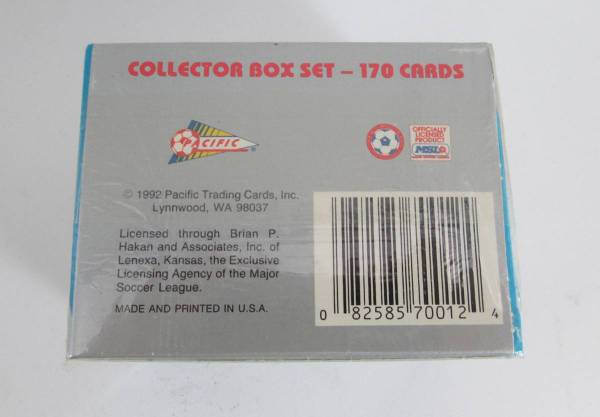 COLLECTOR BOX SET – 170 CARDS
PACIFIC
OFFICIALLY
LICENSED
PRODUCT
MSL
© 1992 Pacific Trading Cards, Inc.
Lynnwood, WA 98037
Licensed through Brian P.
Hakan and Associates, Inc. of
Lenexa, Kansas, the Exclusive
Licensing Agency of the Major
Soccer League.
MADE AND PRINTED IN U.S.A.
0 82585 70012 4